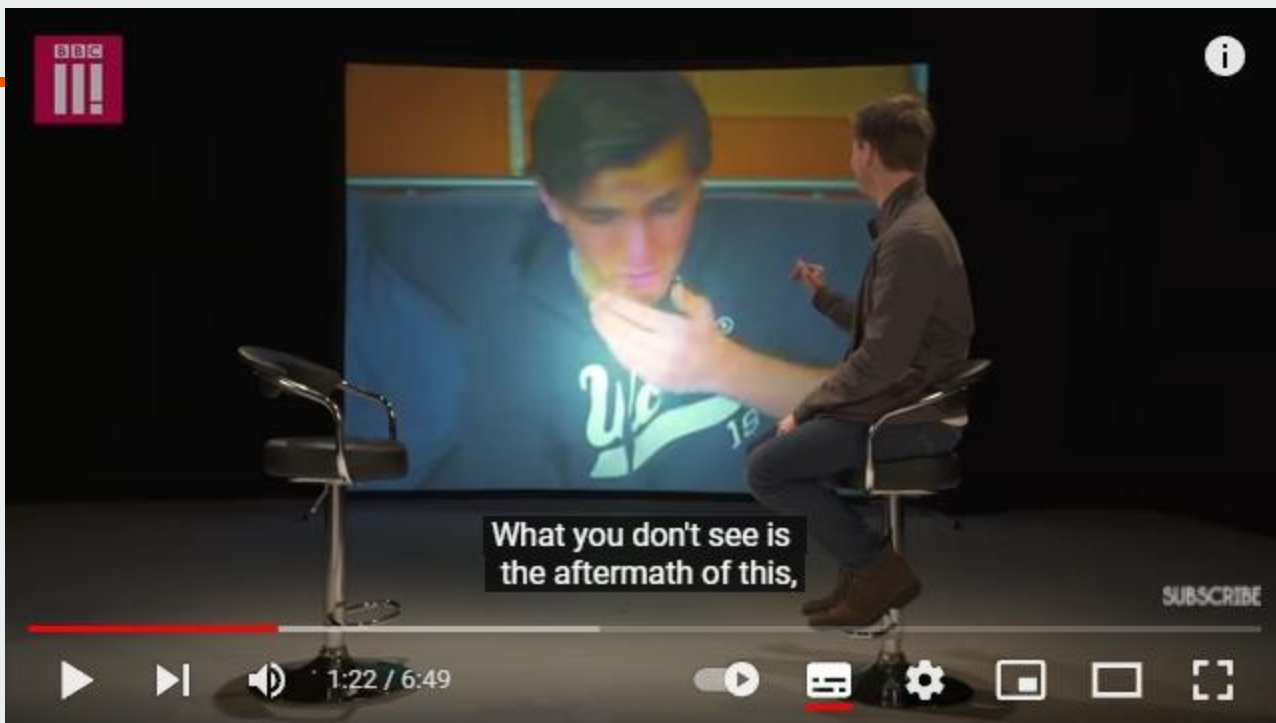 BBC
What you don't see is
the aftermath of this,
SUBSCRIBE
1:22 / 6:49